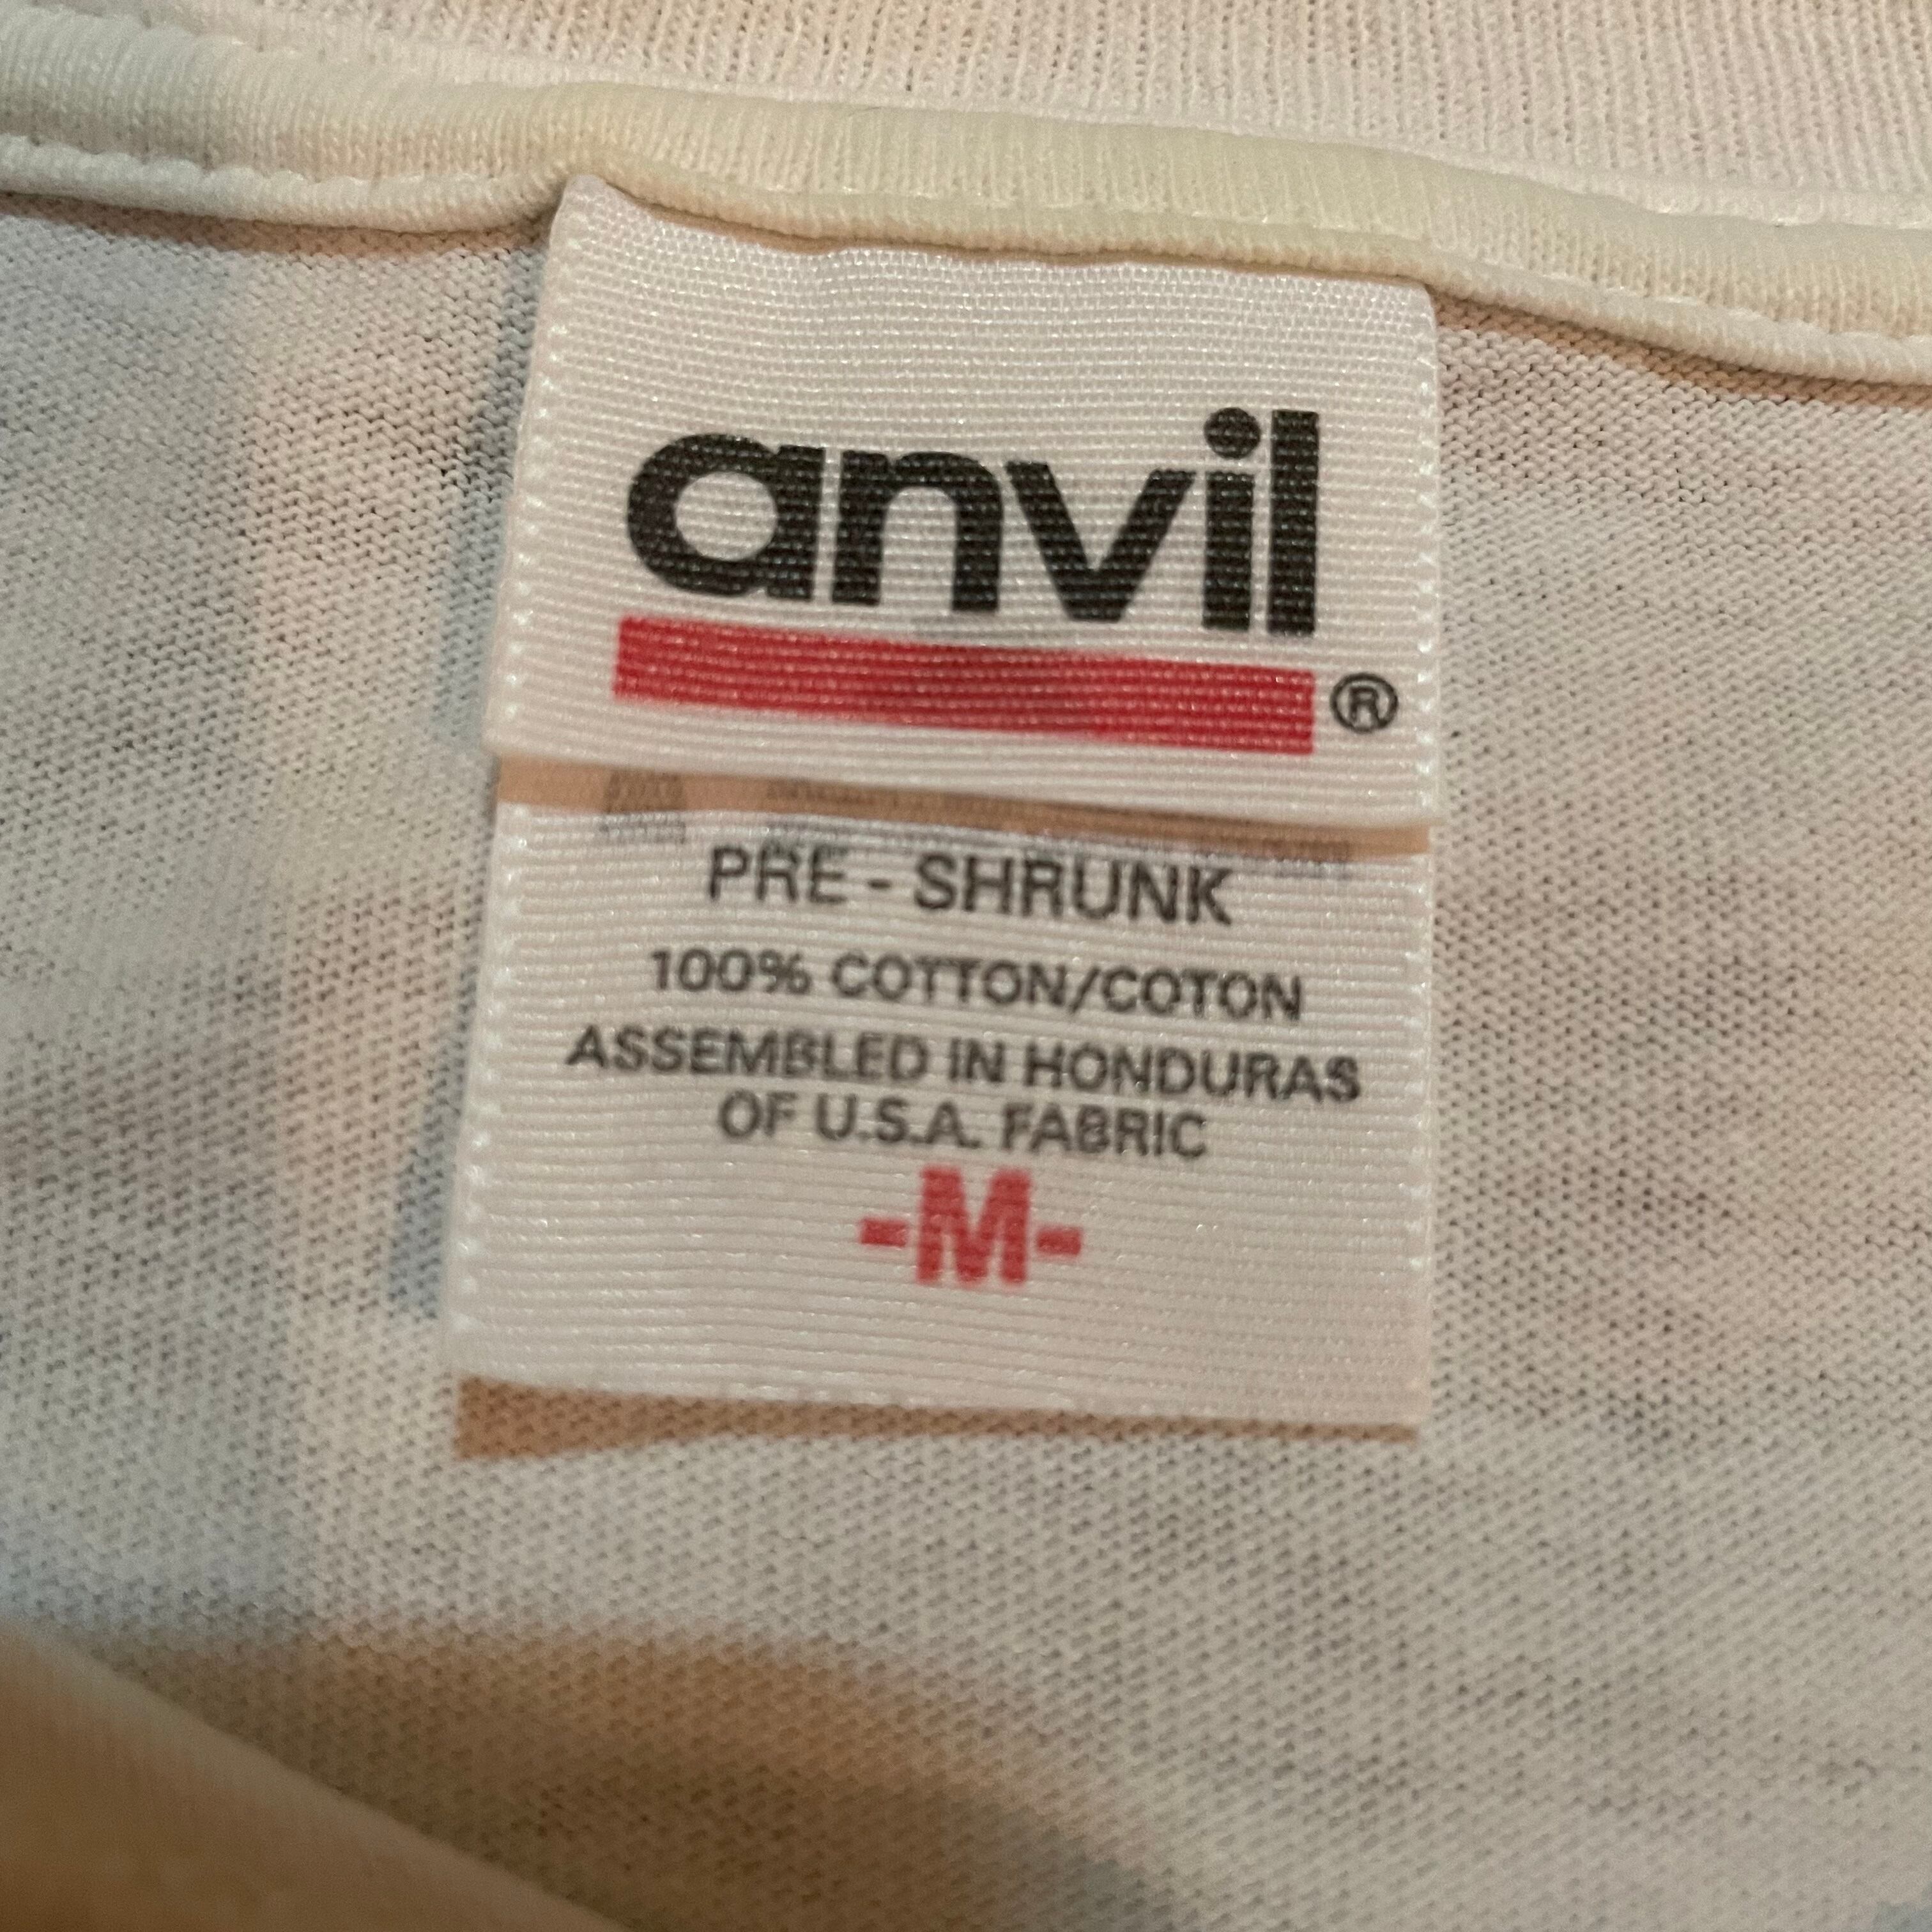 anvil
®
PRE - SHRUNK
100% COTTON/COTON
ASSEMBLED IN HONDURAS
OF U.S.A. FABRIC
-M-